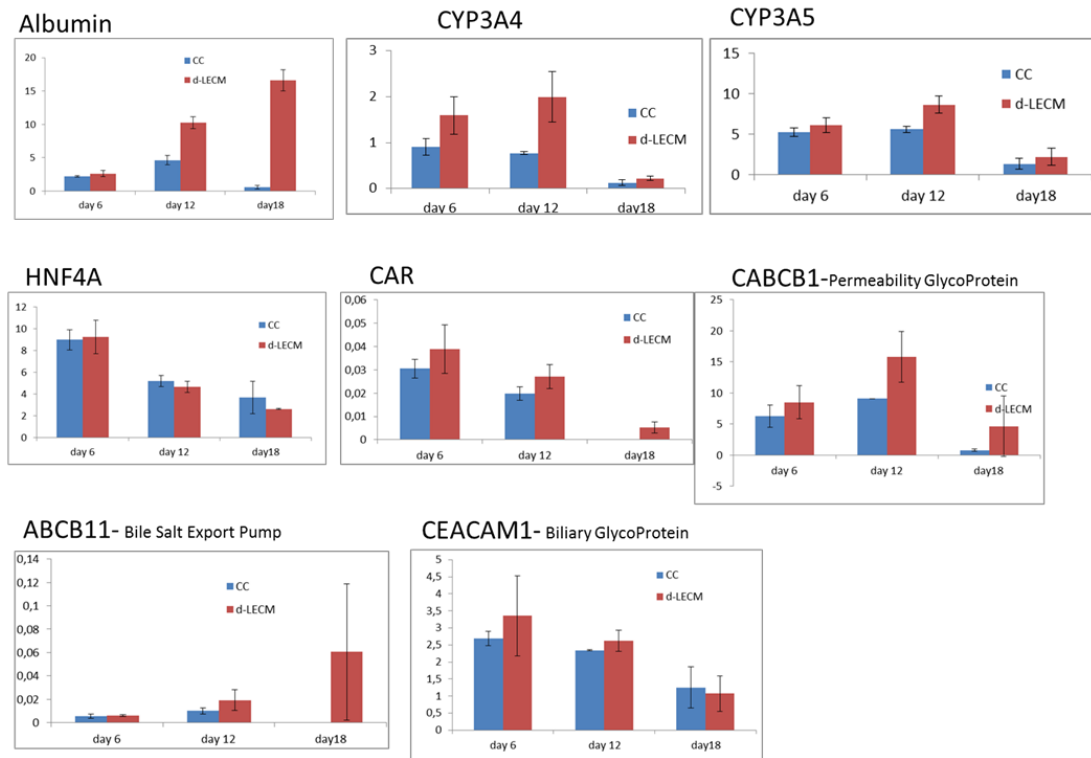 Albumin
20
15
10
5
0
CC
d-LECM
day 6
day 12
day18
CYP3A4
3
2
1
0
CC
d-LECM
day 6
day 12
day18
CYP3A5
15
10
5
0
CC
d-LECM
day 6
day 12
day18
HNF4A
12
10
8
6
4
2
0
CC
d-LECM
day 6
day 12
day18
CAR
0,06
0,05
0,04
0,03
0,02
0,01
0
CC
d-LECM
day 6
day 12
day18
CABCB1-Permeability GlycoProtein
25
20
15
10
5
0
-5
CC
d-LECM
day 6
day 12
day18
ABCB11- Bile Salt Export Pump
0,14
0,12
0,1
0,08
0,06
0,04
0,02
0
CC
d-LECM
day 6
day 12
day18
CEACAM1- Biliary GlycoProtein
5
4,5
4
3,5
3
2,5
2
1,5
1
0,5
0
CC
d-LECM
day 6
day 12
day18